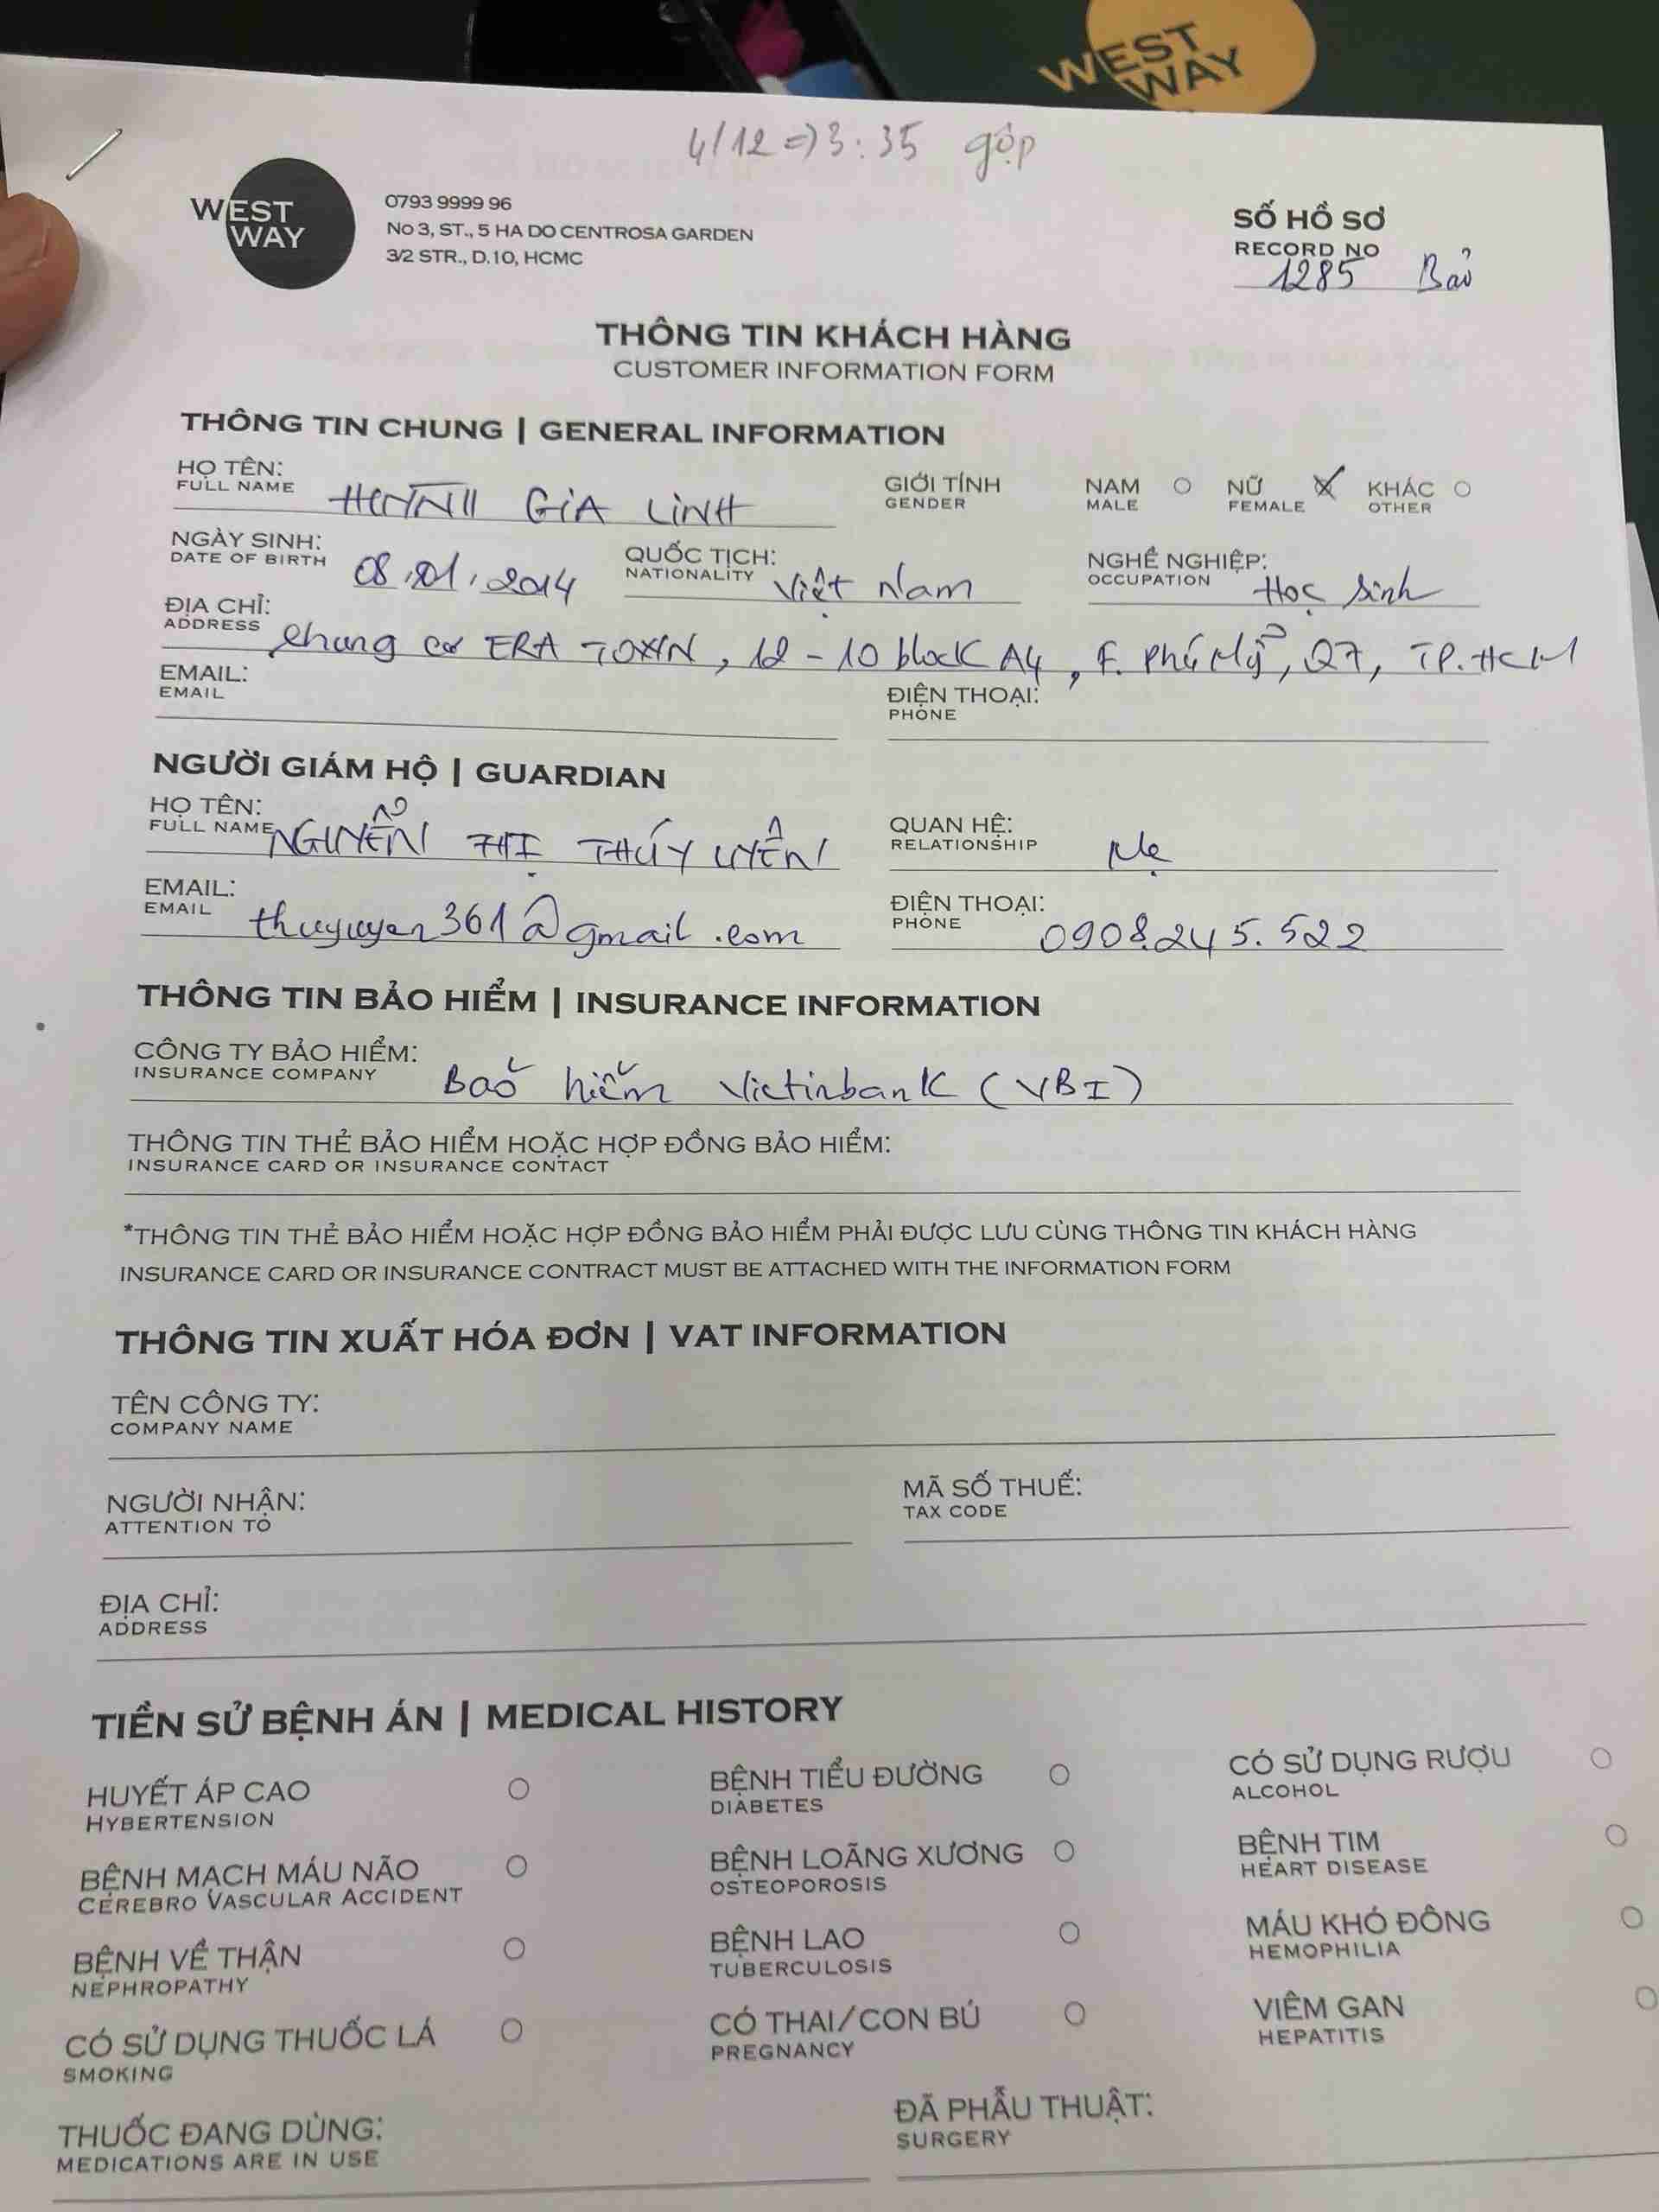 WEST
WAY
4/12 => 3:35 gộp
WEST
WAY
0793 9999 96
No 3, ST., 5 HA DO CENTROSA GARDEN
3/2 STR., D.10, HCMC
SỐ HỒ SƠ
RECORD NO
1285 Bảo
THÔNG TIN KHÁCH HÀNG
CUSTOMER INFORMATION FORM
THÔNG TIN CHUNG | GENERAL INFORMATION
HỌ TÊN:
FULL NAME
GIA LINH
GIỚI TÍNH
GENDER
NAM
MALE
NỮ
FEMALE
KHÁC
OTHER
NGÀY SINH:
DATE OF BIRTH
08.01.2014
QUỐC TỊCH:
NATIONALITY
Việt Nam
NGHỀ NGHIỆP:
OCCUPATION
Học sinh
ĐỊA CHỈ:
ADDRESS
chung cư ERA TOWN, 12-10 block A4, F. Phú Mỹ, Q7, TP.HCM
EMAIL:
EMAIL
ĐIỆN THOẠI:
PHONE
NGƯỜI GIÁM HỘ | GUARDIAN
HỌ TÊN:
FULL NAME
NGUYỄN THỊ THÚY UYÊN
QUAN HỆ:
RELATIONSHIP
Mẹ
EMAIL:
EMAIL
thuyuyen361@gmail.com
ĐIỆN THOẠI:
PHONE
0908.245.522
THÔNG TIN BẢO HIỂM | INSURANCE INFORMATION
CÔNG TY BẢO HIỂM:
INSURANCE COMPANY
Bảo hiểm Victinbank (VBI)
THÔNG TIN THẺ BẢO HIỂM HOẶC HỢP ĐỒNG BẢO HIỂM:
INSURANCE CARD OR INSURANCE CONTACT
*THÔNG TIN THẺ BẢO HIỂM HOẶC HỢP ĐỒNG BẢO HIỂM PHẢI ĐƯỢC LƯU CÙNG THÔNG TIN KHÁCH HÀNG
INSURANCE CARD OR INSURANCE CONTRACT MUST BE ATTACHED WITH THE INFORMATION FORM
THÔNG TIN XUẤT HÓA ĐƠN | VAT INFORMATION
TÊN CÔNG TY:
COMPANY NAME
NGƯỜI NHẬN:
ATTENTION TO
MÃ SỐ THUẾ:
TAX CODE
ĐỊA CHỈ:
ADDRESS
TIỀN SỬ BỆNH ÁN | MEDICAL HISTORY
HUYẾT ÁP CAO
HYBERTENSION
BỆNH TIỂU ĐƯỜNG
DIABETES
CÓ SỬ DỤNG RƯỢU
ALCOHOL
BỆNH MẠCH MÁU NÃO
CEREBRO VASCULAR ACCIDENT
BỆNH LOÃNG XƯƠNG
OSTEOPOROSIS
BỆNH TIM
HEART DISEASE
BỆNH VỀ THẬN
NEPHROPATHY
BỆNH LAO
TUBERCULOSIS
MÁU KHÓ ĐÔNG
HEMOPHILIA
CÓ SỬ DỤNG THUỐC LÁ
SMOKING
CÓ THAI/CON BÚ
PREGNANCY
VIÊM GAN
HEPATITIS
THUỐC ĐANG DÙNG:
MEDICATIONS ARE IN USE
ĐÃ PHẪU THUẬT:
SURGERY